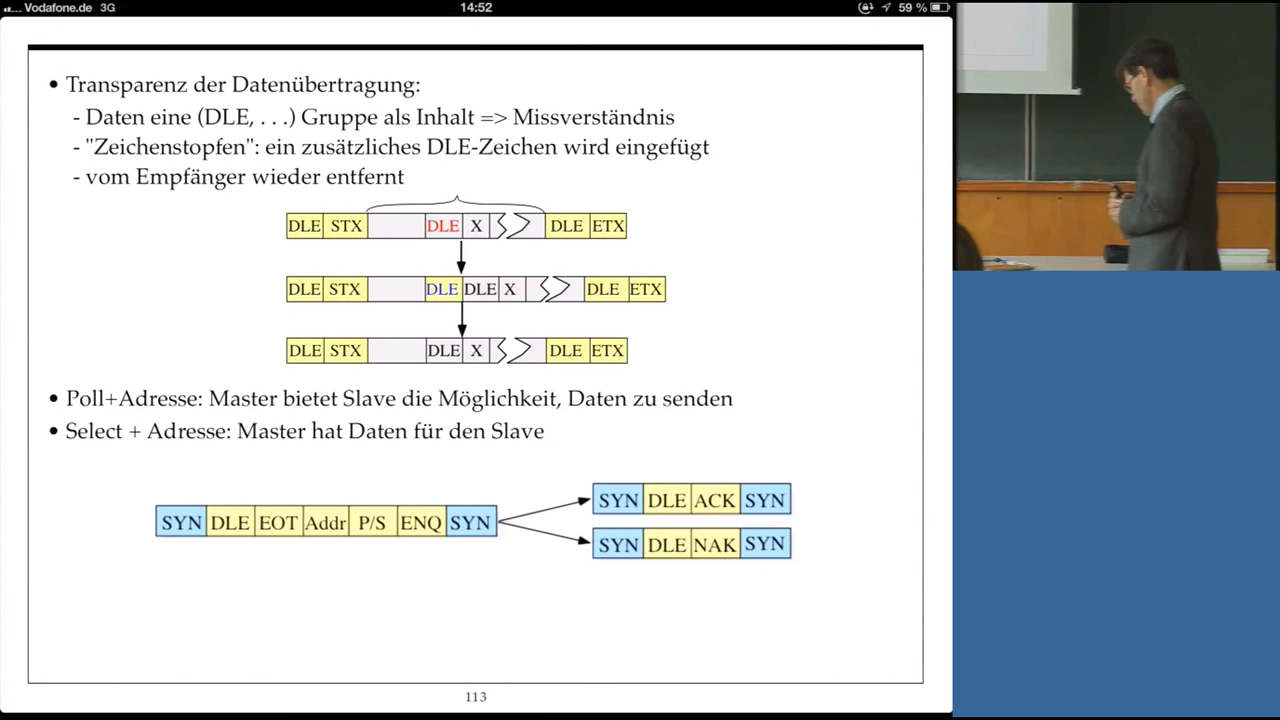 Vodafone.de 3G 14:52 59 %
• Transparenz der Datenübertragung:
- Daten eine (DLE, . . .) Gruppe als Inhalt => Missverständnis
- "Zeichenstopfen": ein zusätzliches DLE-Zeichen wird eingefügt
- vom Empfänger wieder entfernt
DLE STX DLE X DLE ETX
DLE STX DLE DLE X DLE ETX
DLE STX DLE X DLE ETX
• Poll+Adresse: Master bietet Slave die Möglichkeit, Daten zu senden
• Select + Adresse: Master hat Daten für den Slave
SYN DLE ACK SYN
SYN DLE EOT Addr P/S ENQ SYN
SYN DLE NAK SYN
113